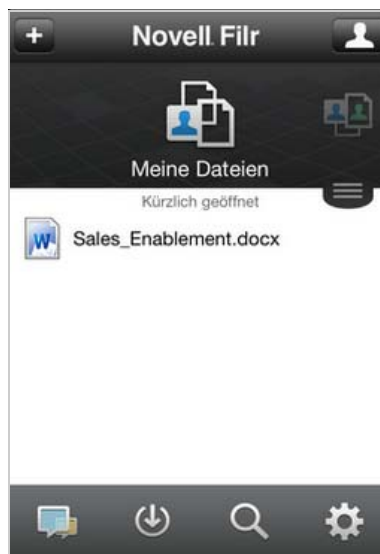 Novell Filr
Meine Dateien
Kürzlich geöffnet
Sales_Enablement.docx